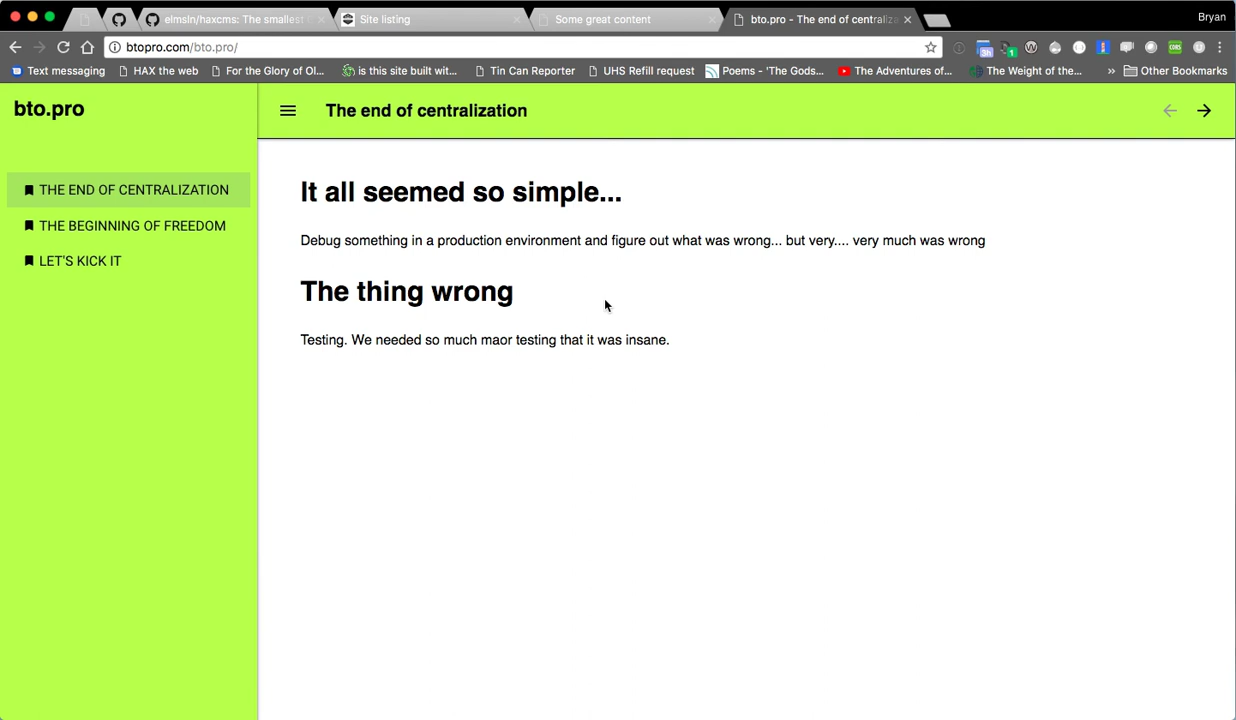 elmsln/haxcms: The smallest
Site listing
Some great content
bto.pro - The end of centraliza
Bryan
btopro.com/bto.pro/
Text messaging
HAX the web
For the Glory of Ol...
is this site built wit...
Tin Can Reporter
UHS Refill request
Poems - 'The Gods...
The Adventures of...
The Weight of the...
»
Other Bookmarks
bto.pro
The end of centralization
THE END OF CENTRALIZATION
THE BEGINNING OF FREEDOM
LET'S KICK IT
It all seemed so simple...
Debug something in a production environment and figure out what was wrong... but very.... very much was wrong
The thing wrong
Testing. We needed so much maor testing that it was insane.